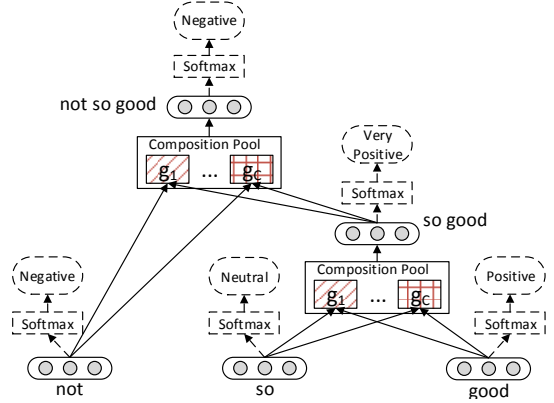 Negative
Softmax
not so good
Composition Pool
g1 ... gC
Very
Positive
Softmax
so good
Negative
Softmax
not
Neutral
Softmax
so
Composition Pool
g1 ... gC
Positive
Softmax
good